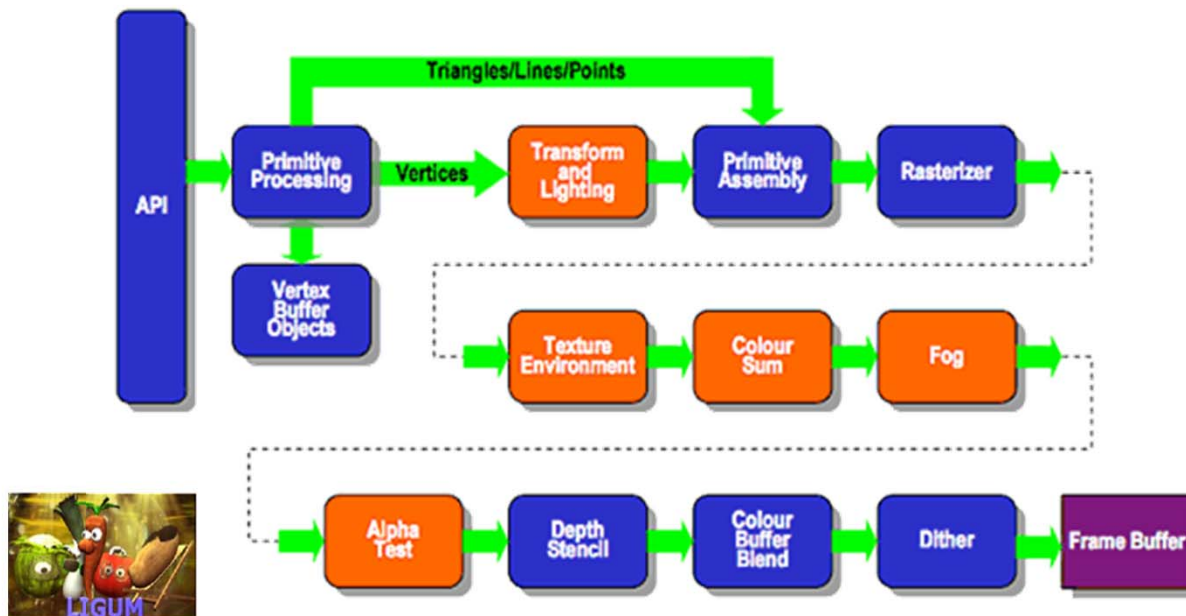 Triangles/Lines/Points
API
Primitive
Processing
Vertices
Transform
and
Lighting
Primitive
Assembly
Rasterizer
Vertex
Buffer
Objects
Texture
Environment
Colour
Sum
Fog
Alpha
Test
Depth
Stencil
Colour
Buffer
Blend
Dither
Frame Buffer
LIGUM